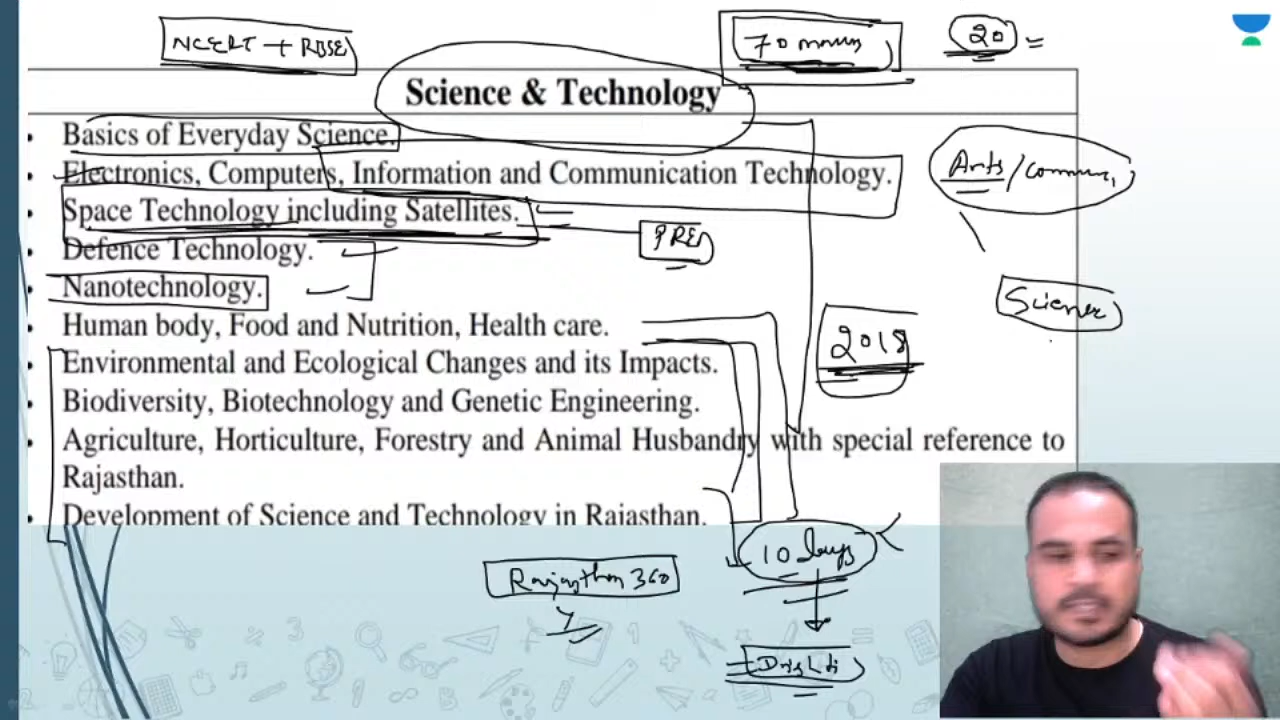 NCERT + RBSE
70 marks
20 =
Science & Technology
Basics of Everyday Science.
Electronics, Computers, Information and Communication Technology.
Arts/commerce
Space Technology including Satellites.
PRE
Defence Technology.
Nanotechnology.
Science
Human body, Food and Nutrition, Health care.
2018
Environmental and Ecological Changes and its Impacts.
Biodiversity, Biotechnology and Genetic Engineering.
Agriculture, Horticulture, Forestry and Animal Husbandry with special reference to
Rajasthan.
Development of Science and Technology in Rajasthan.
10 days
Rajasthan 360
Drishti